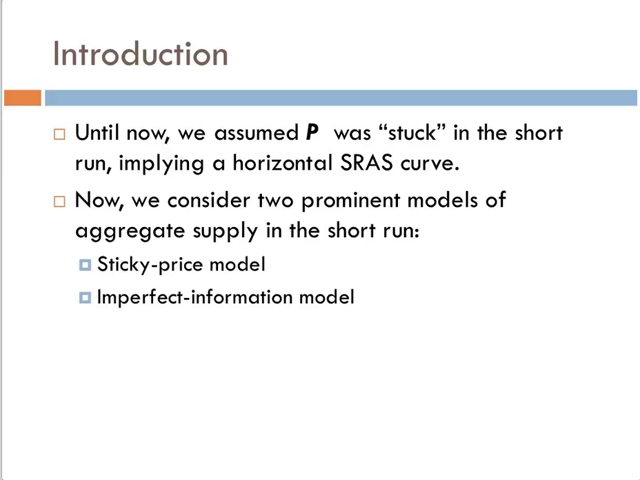 Introduction
Until now, we assumed P was “stuck” in the short
run, implying a horizontal SRAS curve.
Now, we consider two prominent models of
aggregate supply in the short run:
Sticky-price model
Imperfect-information model